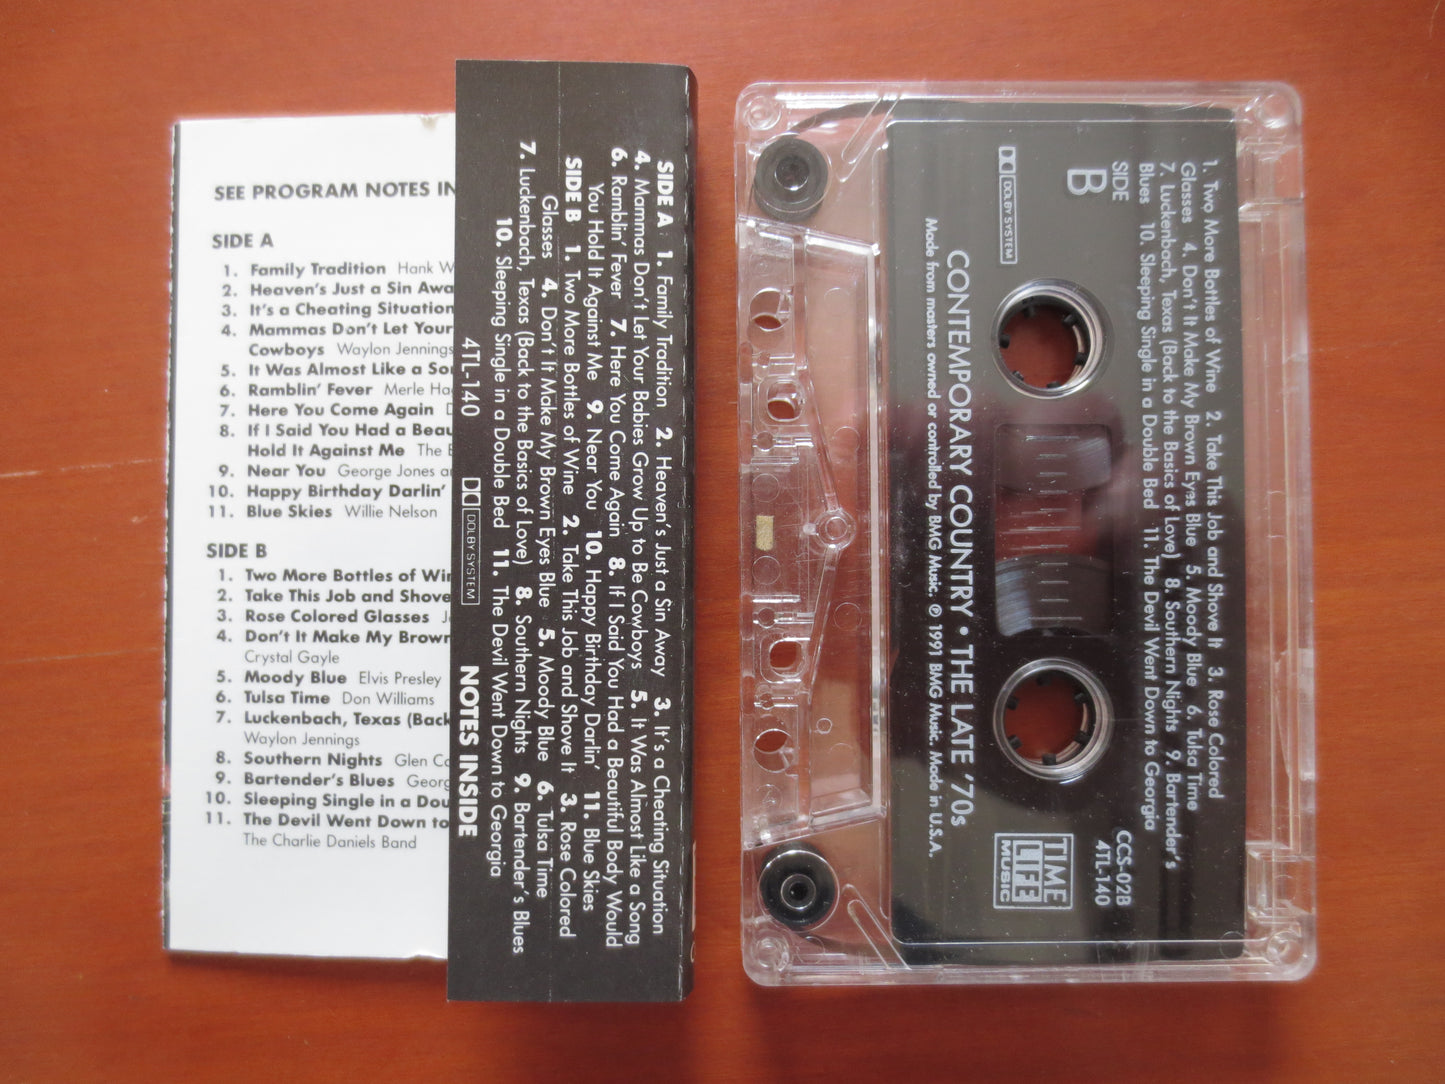 SEE PROGRAM NOTES IN
SIDE A
1. Family Tradition Hank W
2. Heaven's Just a Sin Awa
3. It's a Cheating Situation
4. Mammas Don't Let Your
Cowboys Waylon Jennings
5. It Was Almost Like a Son
6. Ramblin' Fever Merle Ha
7. Here You Come Again
8. If I Said You Had a Beau
Hold It Against Me The
9. Near You George Jones an
10. Happy Birthday Darlin'
11. Blue Skies Willie Nelson
SIDE B
1. Two More Bottles of Win
2. Take This Job and Shove
3. Rose Colored Glasses
4. Don't It Make My Brown
Crystal Gayle
5. Moody Blue Elvis Presley
6. Tulsa Time Don Williams
7. Luckenbach, Texas (Back
Waylon Jennings
8. Southern Nights Glen Ca
9. Bartender's Blues Georg
10. Sleeping Single in a Dou
11. The Devil Went Down to
The Charlie Daniels Band
SIDE A 1. Family Tradition 2. Heaven's Just a Sin Away 3. It's a Cheating Situation
4. Mammas Don't Let Your Babies Grow Up to Be Cowboys 5. It Was Almost Like a Song
6. Ramblin' Fever 7. Here You Come Again 8. If I Said You Had a Beautiful Body Would
You Hold It Against Me 9. Near You 10. Happy Birthday Darlin' 11. Blue Skies
SIDE B 1. Two More Bottles of Wine 2. Take This Job and Shove It 3. Rose Colored
Glasses 4. Don't It Make My Brown Eyes Blue 5. Moody Blue 6. Tulsa Time
7. Luckenbach, Texas (Back to the Basics of Love) 8. Southern Nights 9. Bartender's Blues
10. Sleeping Single in a Double Bed 11. The Devil Went Down to Georgia
4TL-140 DOLBY SYSTEM NOTES INSIDE
1. Two More Bottles of Wine 2. Take This Job and Shove It 3. Rose Colored
Glasses 4. Don't It Make My Brown Eyes Blue 5. Moody Blue 6. Tulsa Time
7. Luckenbach, Texas (Back to the Basics of Love) 8. Southern Nights 9. Bartender's
Blues 10. Sleeping Single in a Double Bed 11. The Devil Went Down to Georgia
SIDE
B
CCS-02B
4TL-140
DOLBY SYSTEM
TIME
LIFE
MUSIC
CONTEMPORARY COUNTRY • THE LATE '70s
Made from masters owned or controlled by BMG Music. ℗ 1991 BMG Music. Made in U.S.A.